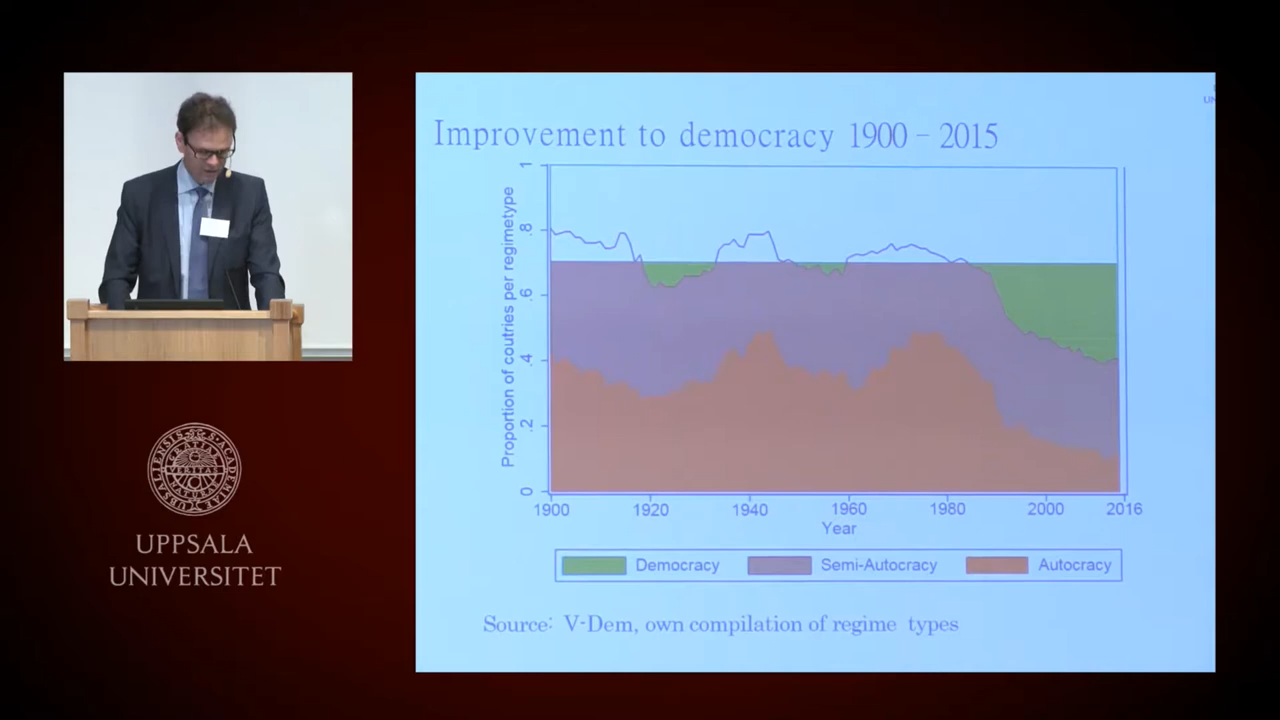 UN
Improvement to democracy 1900 – 2015
Proportion of coutries per regimetype
1
.8
.6
.4
.2
0
1900 1920 1940 1960 1980 2000 2016
Year
Democracy Semi-Autocracy Autocracy
Source: V-Dem, own compilation of regime types
UPPSALA
UNIVERSITET